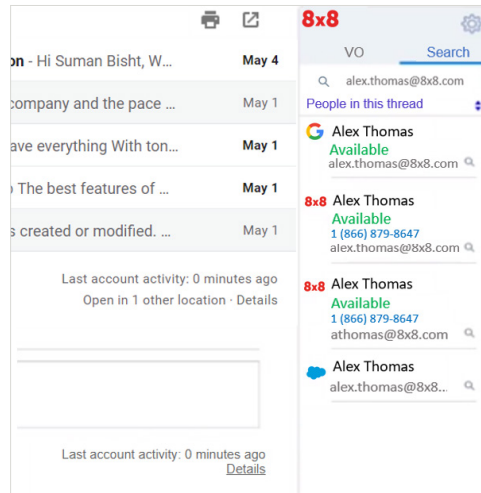 on - Hi Suman Bisht, W... May 4
company and the pace ... May 1
ave everything With ton... May 1
The best features of ... May 1
s created or modified. ... May 1
Last account activity: 0 minutes ago
Open in 1 other location · Details
Last account activity: 0 minutes ago
Details
8x8
VO Search
alex.thomas@8x8.com
People in this thread
Alex Thomas
Available
alex.thomas@8x8.com
8x8 Alex Thomas
Available
1 (866) 879-8647
alex.thomas@8x8.com
8x8 Alex Thomas
Available
1 (866) 879-8647
athomas@8x8.com
Alex Thomas
alex.thomas@8x8..